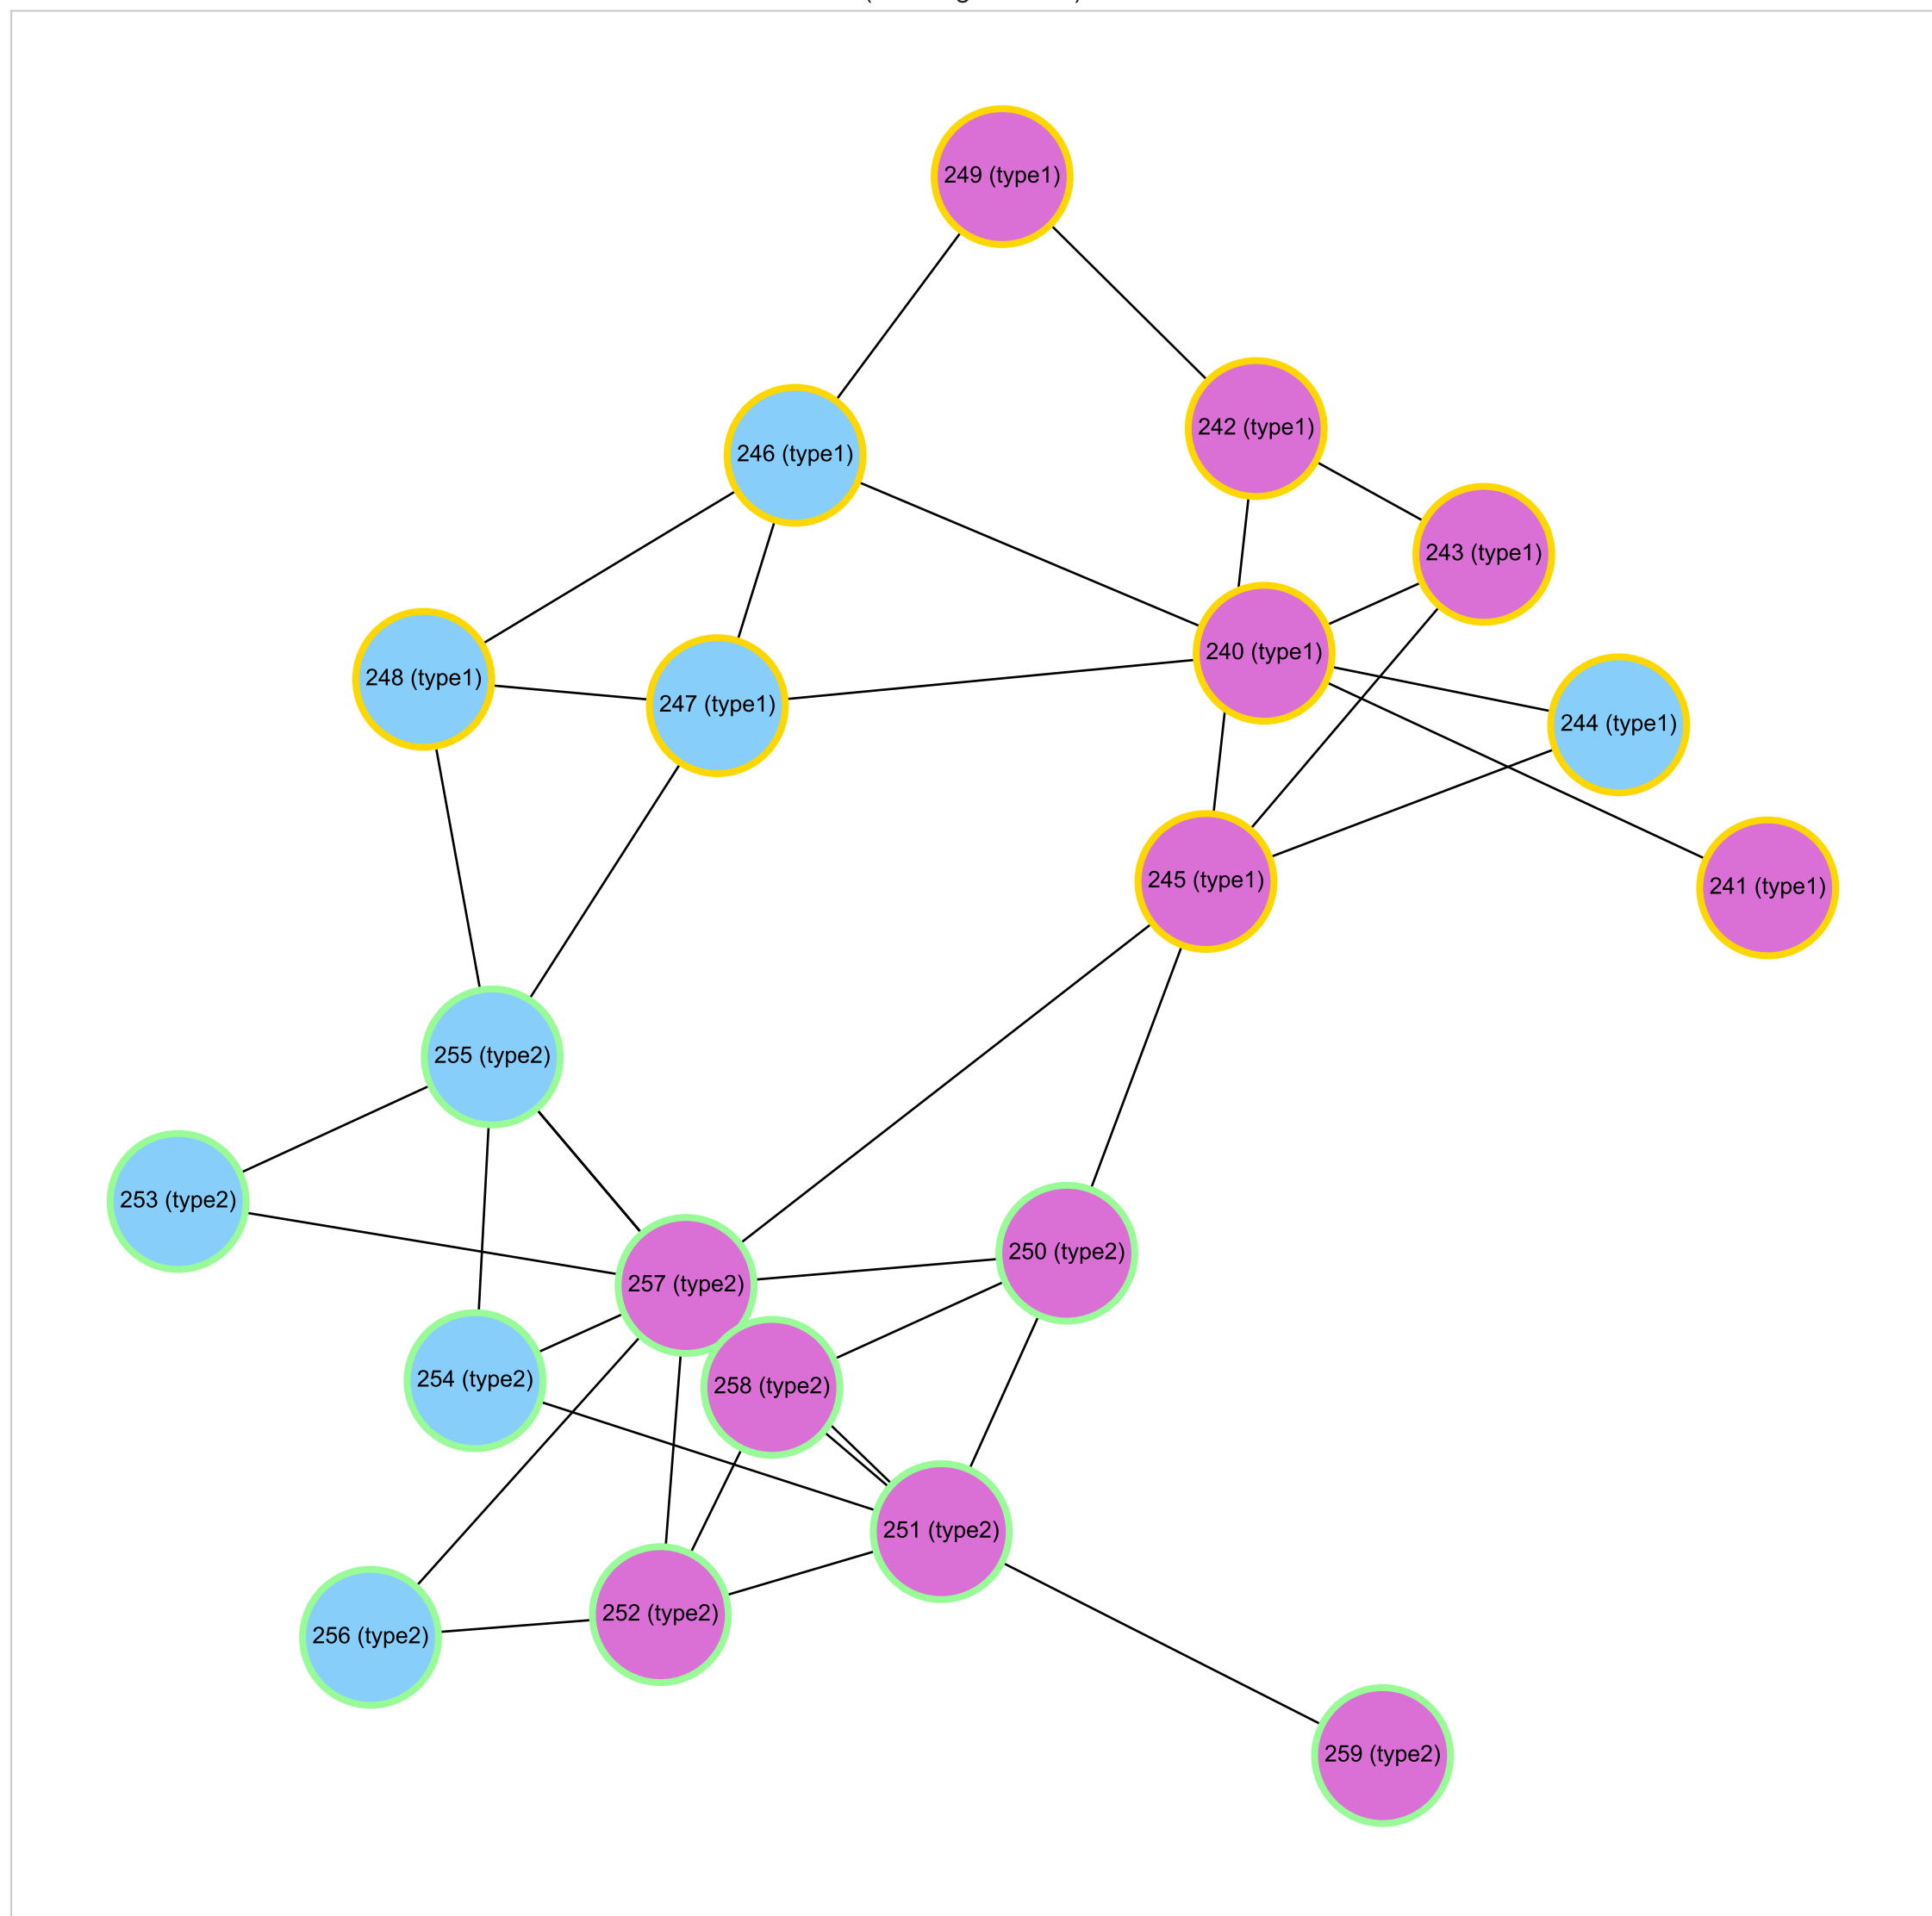 249 (type1)
242 (type1)
246 (type1)
243 (type1)
240 (type1)
248 (type1)
247 (type1)
244 (type1)
245 (type1)
241 (type1)
255 (type2)
253 (type2)
250 (type2)
257 (type2)
254 (type2)
258 (type2)
251 (type2)
252 (type2)
256 (type2)
259 (type2)